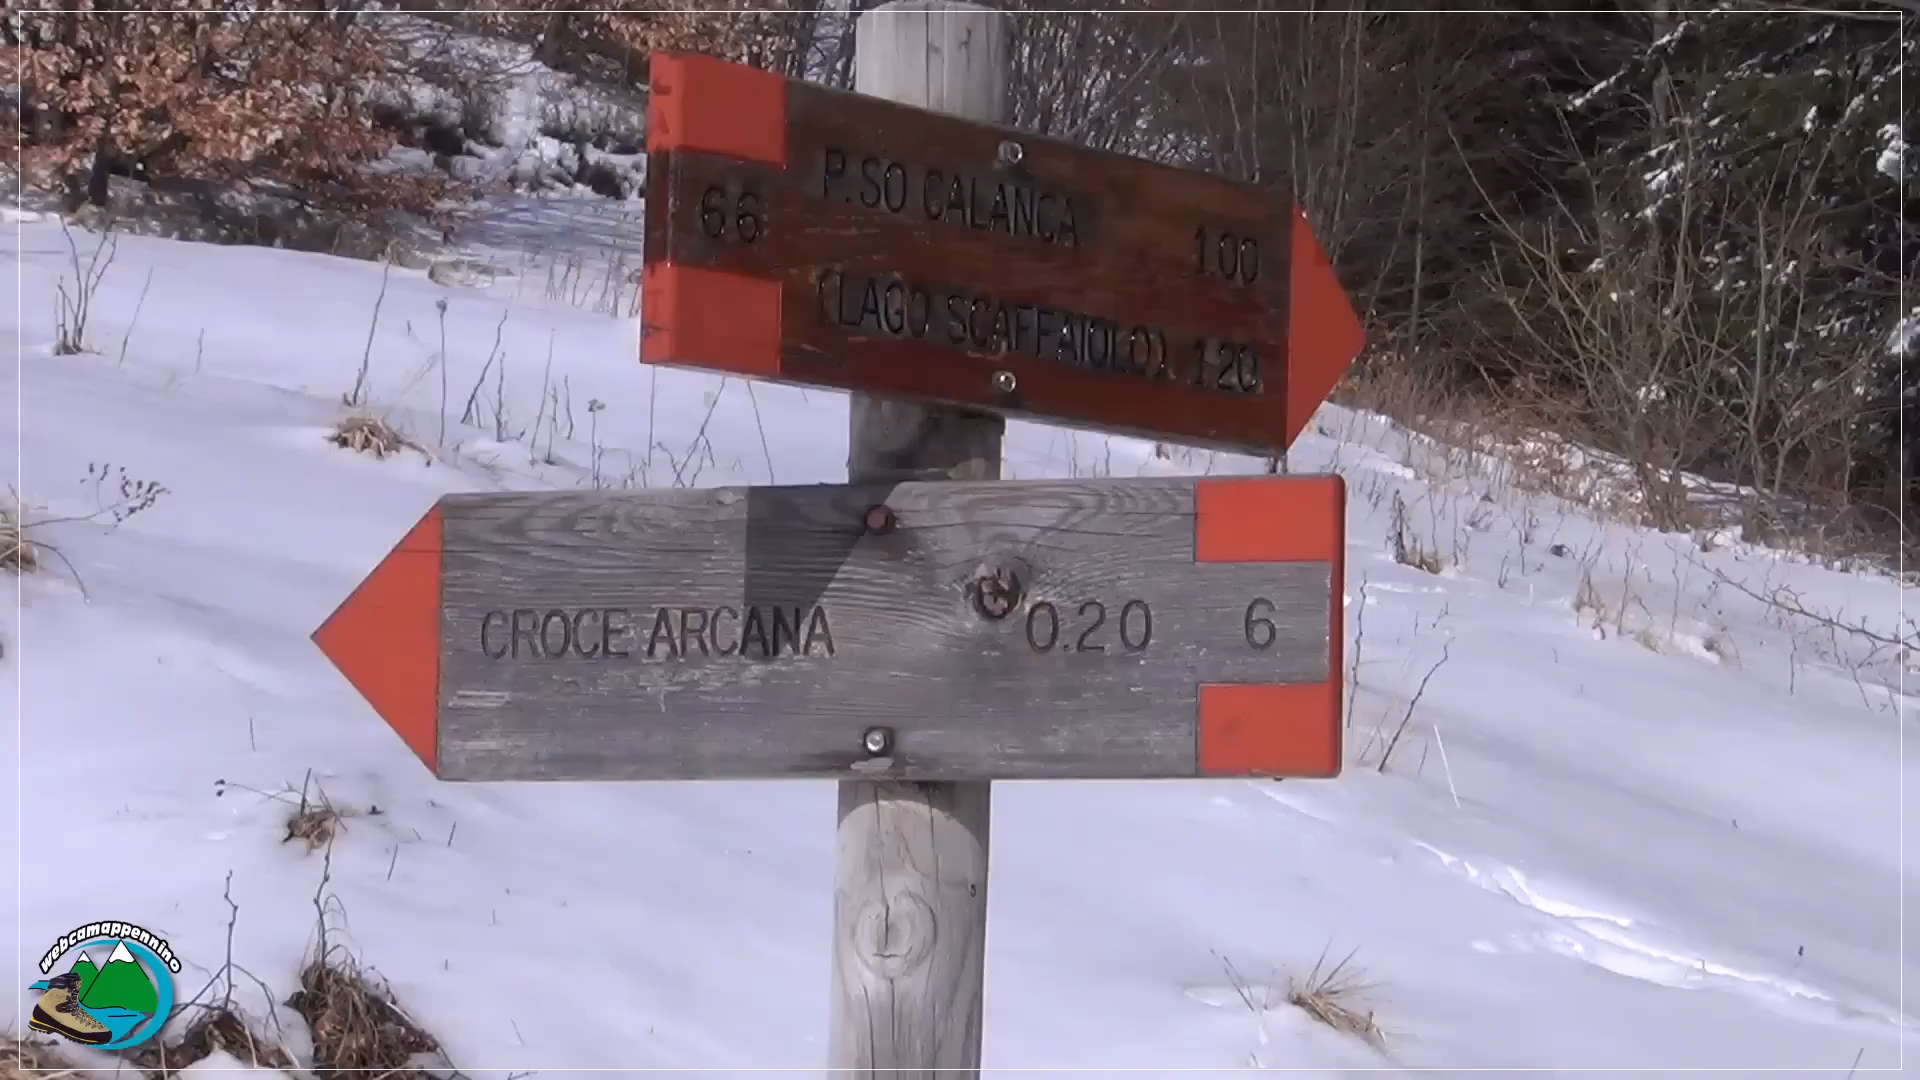 66 P.SO CALANCA 1.00
(LAGO SCAFFAIOLO) 1.20
CROCE ARCANA 0.20 6
webcamappennino